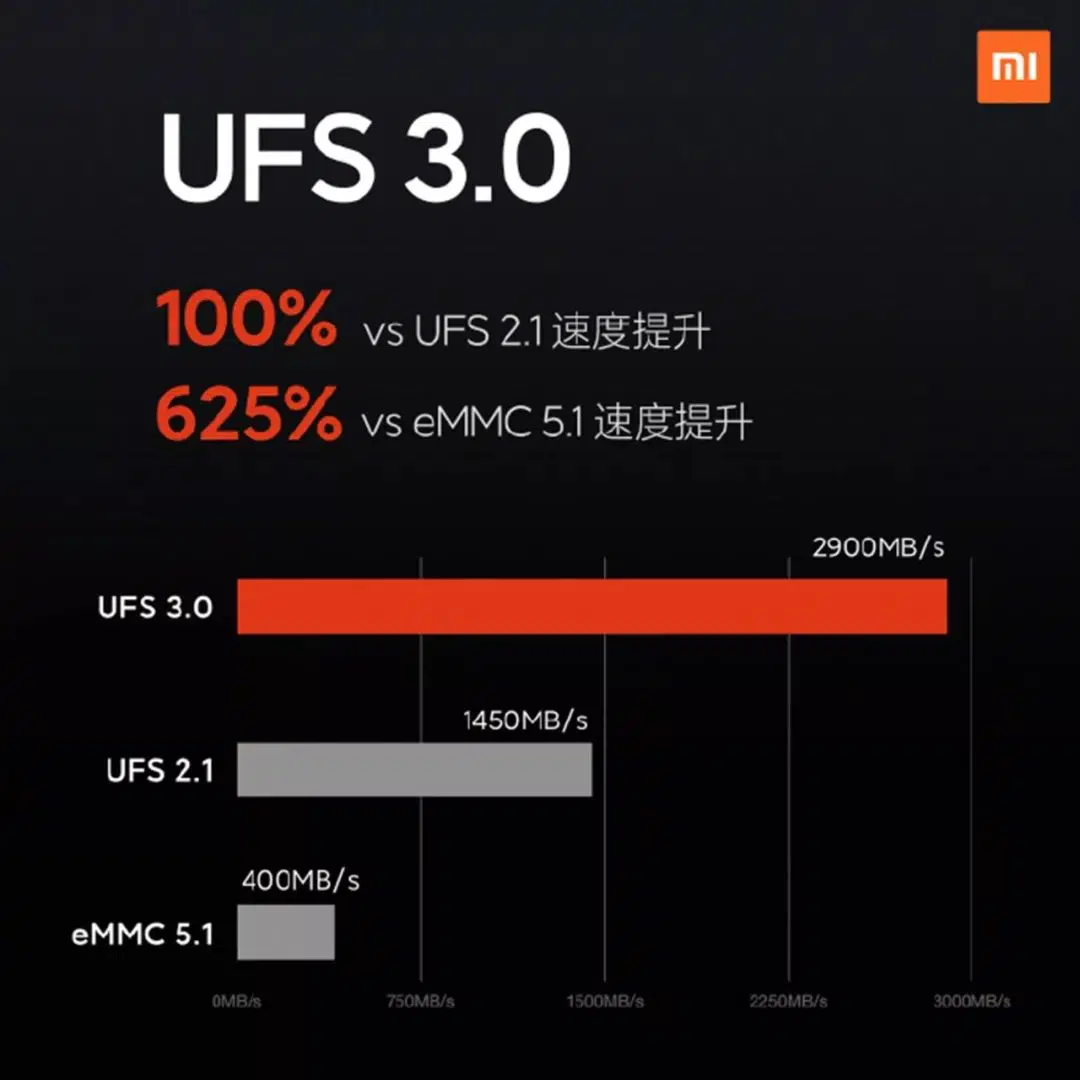 mi
UFS 3.0
100% vs UFS 2.1 速度提升
625% vs eMMC 5.1 速度提升
2900MB/s
UFS 3.0
1450MB/s
UFS 2.1
400MB/s
eMMC 5.1
0MB/s 750MB/s 1500MB/s 2250MB/s 3000MB/s